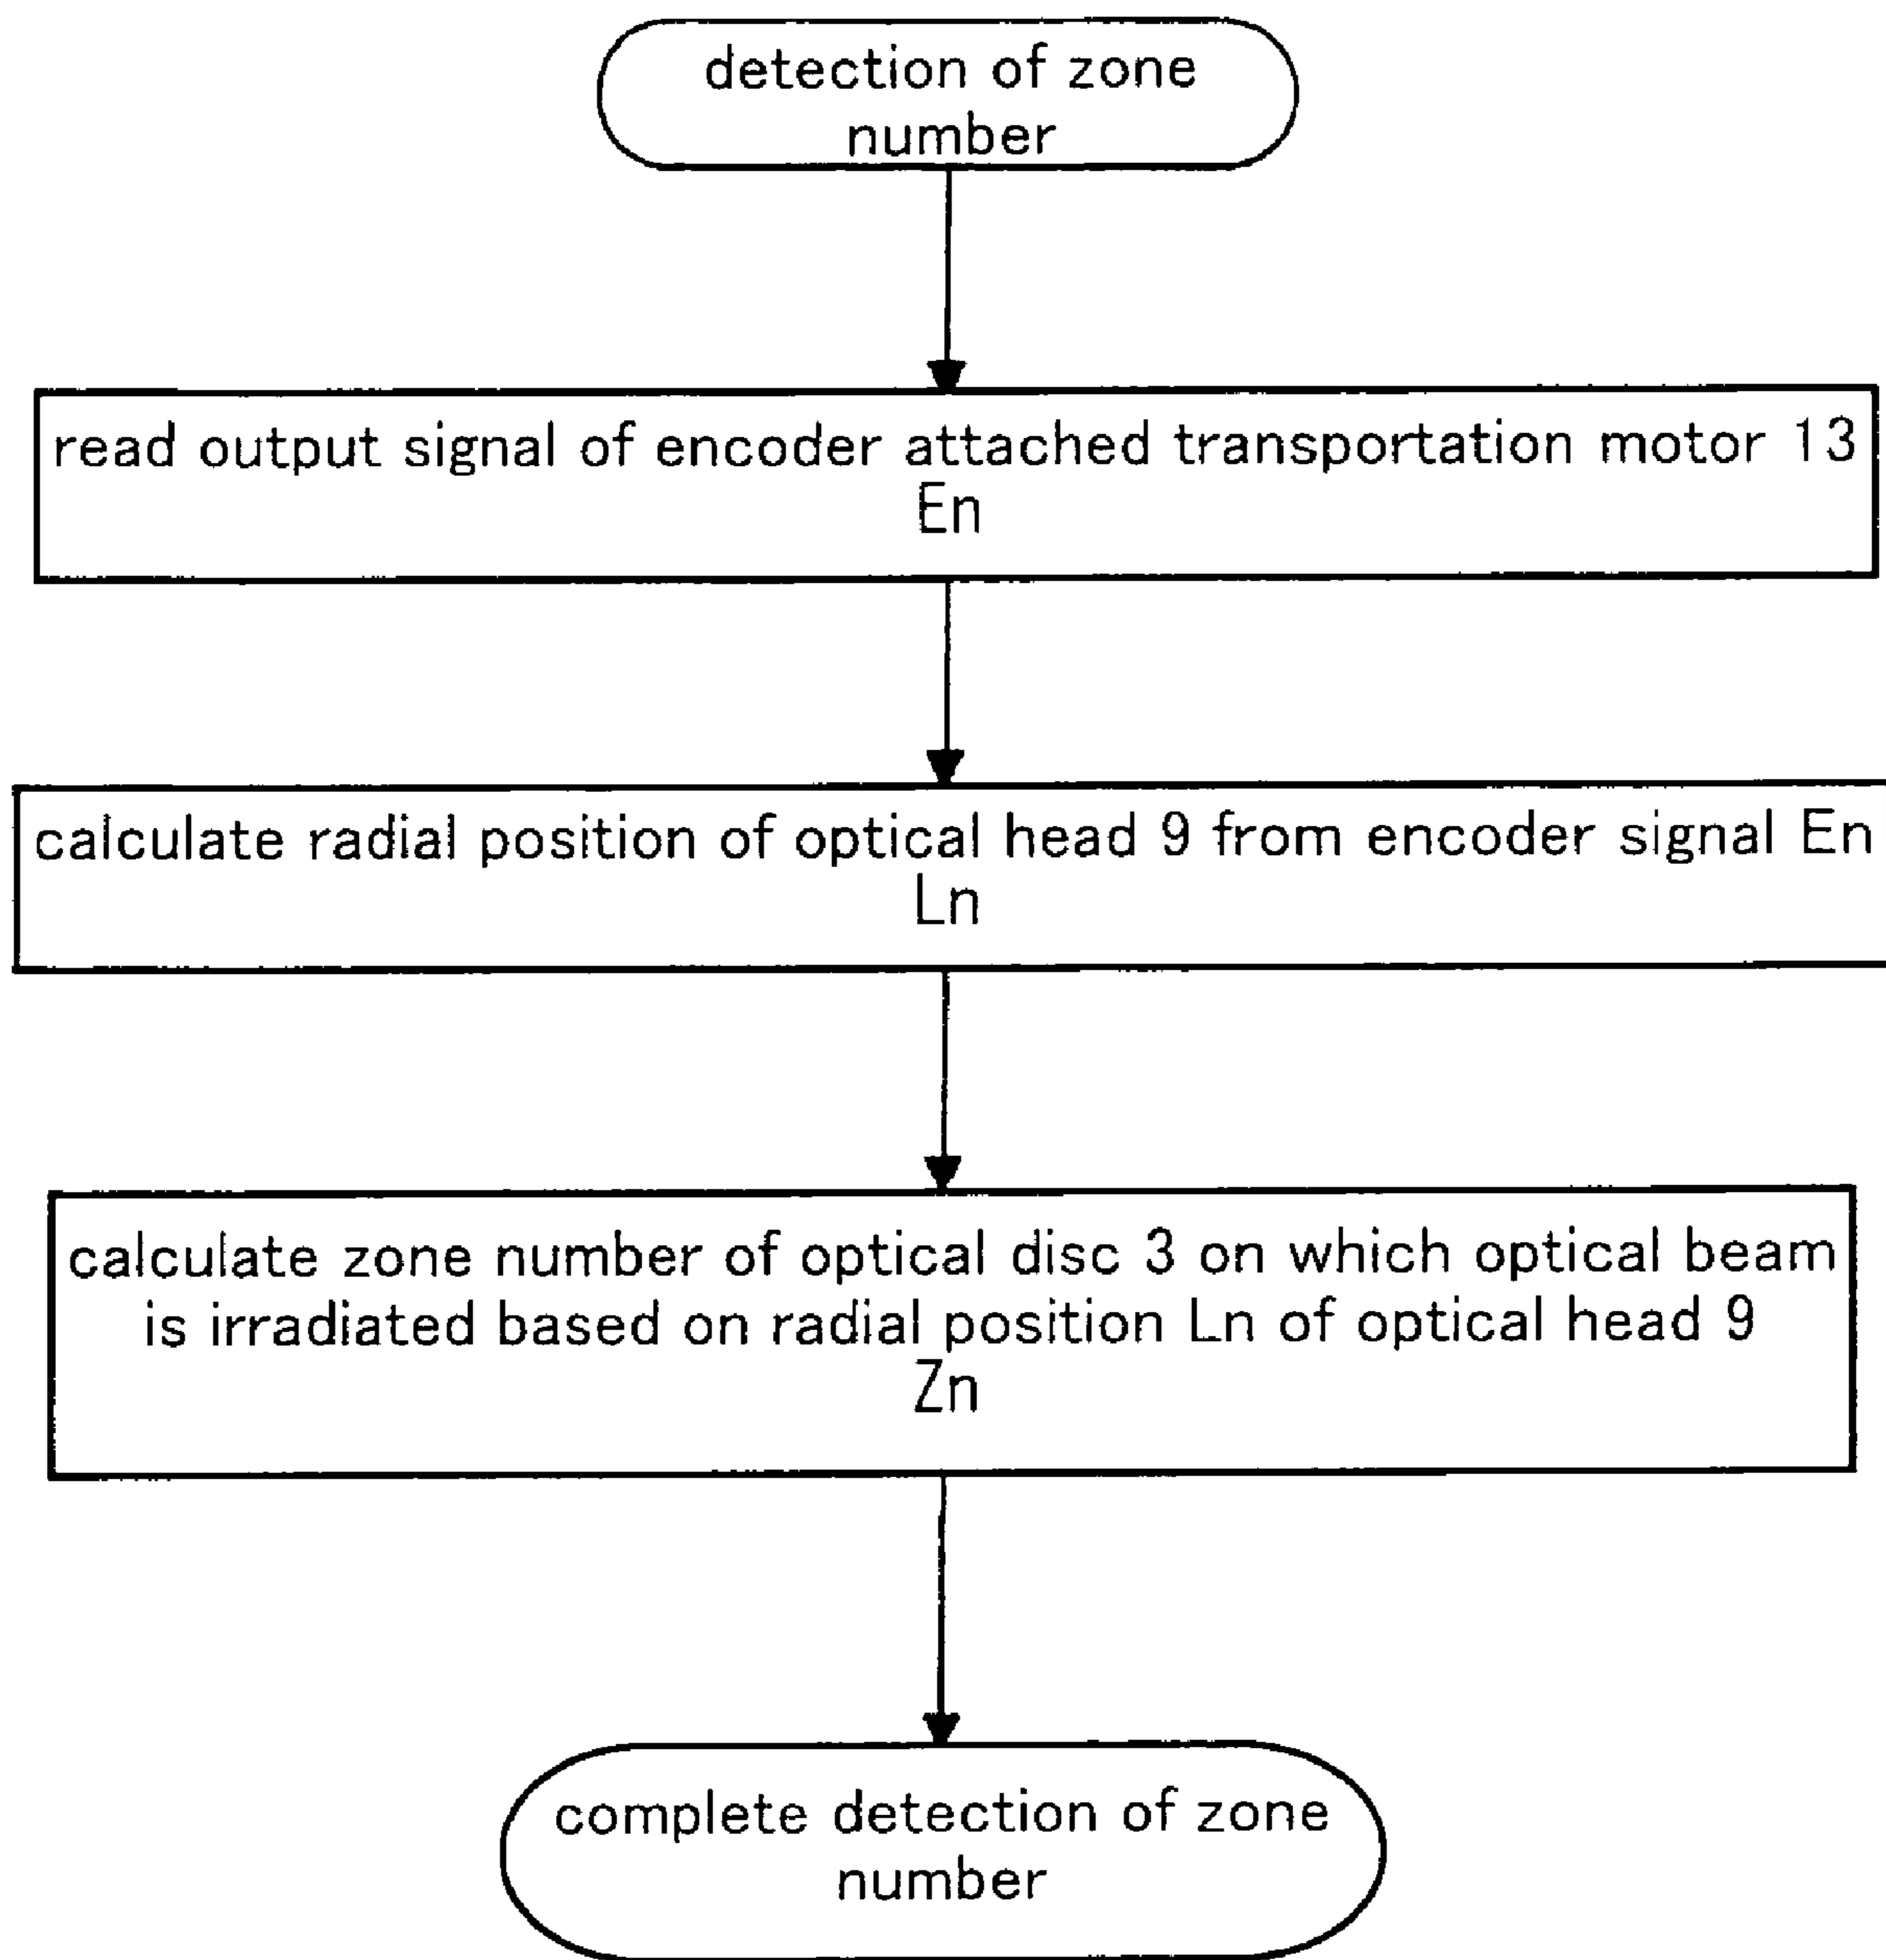 detection of zone
number
read output signal of encoder attached transportation motor 13
En
calculate radial position of optical head 9 from encoder signal En
Ln
calculate zone number of optical disc 3 on which optical beam
is irradiated based on radial position Ln of optical head 9
Zn
complete detection of zone
number